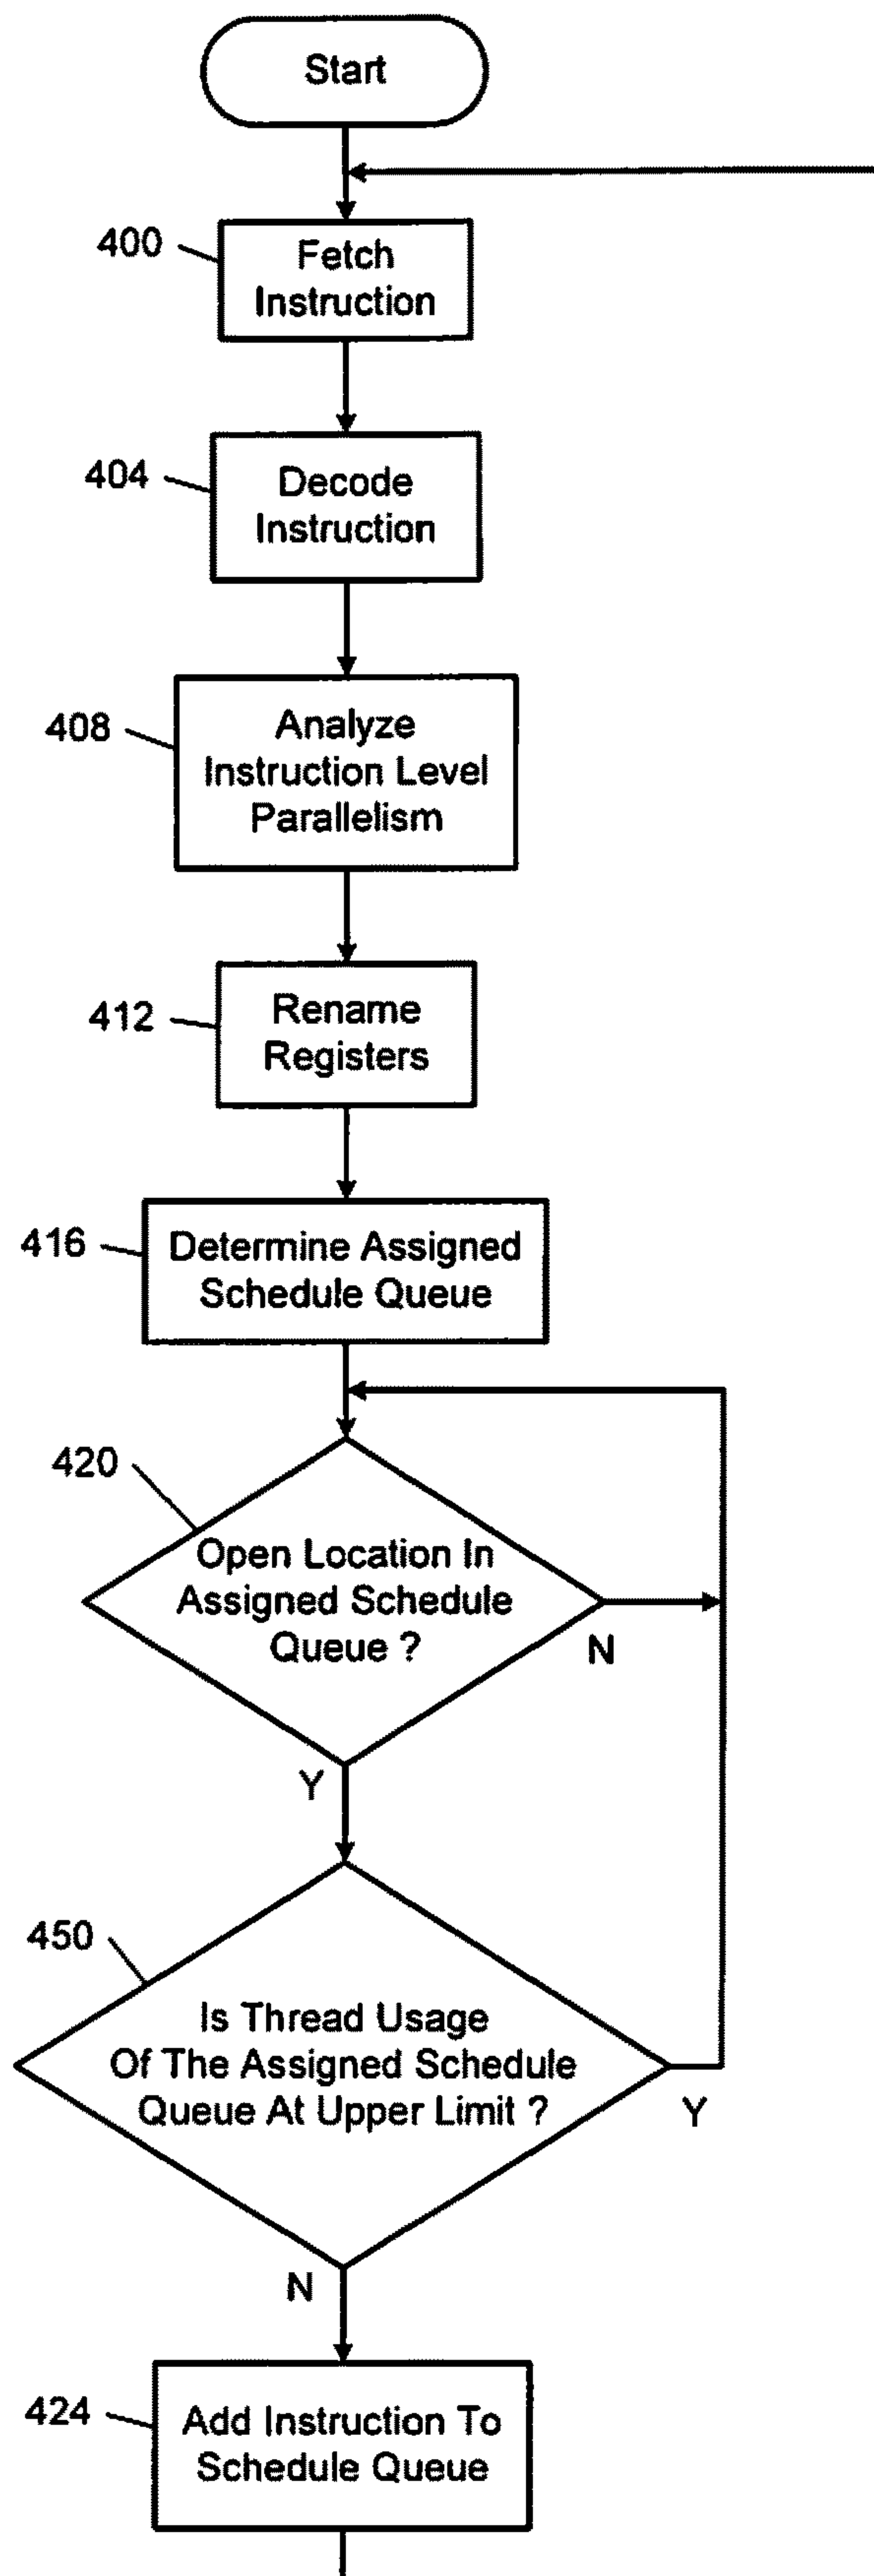 Start
400
Fetch
Instruction
404
Decode
Instruction
408
Analyze
Instruction Level
Parallelism
412
Rename
Registers
416
Determine Assigned
Schedule Queue
420
Open Location In
Assigned Schedule
Queue ?
N
Y
450
Is Thread Usage
Of The Assigned Schedule
Queue At Upper Limit ?
Y
N
424
Add Instruction To
Schedule Queue